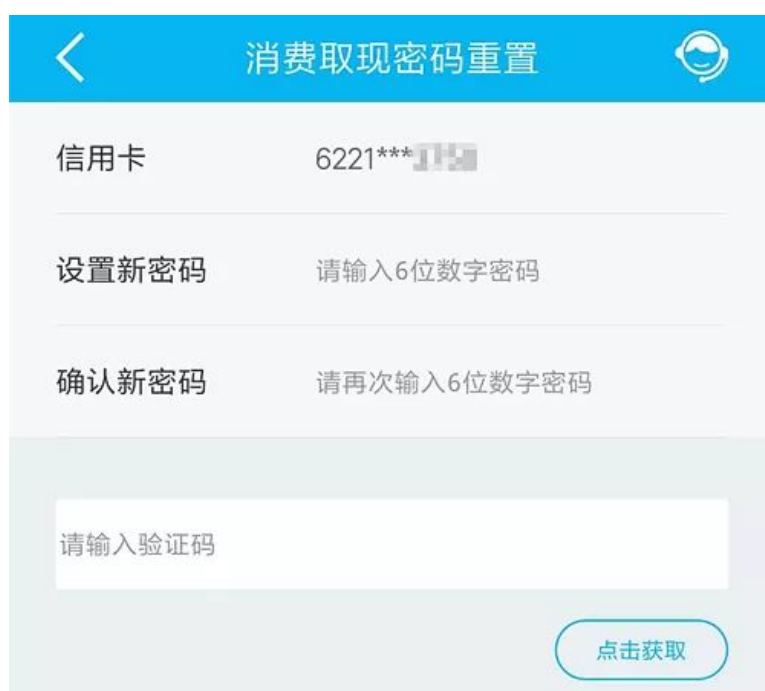 消费取现密码重置
信用卡 6221***
设置新密码 请输入6位数字密码
确认新密码 请再次输入6位数字密码
请输入验证码
点击获取